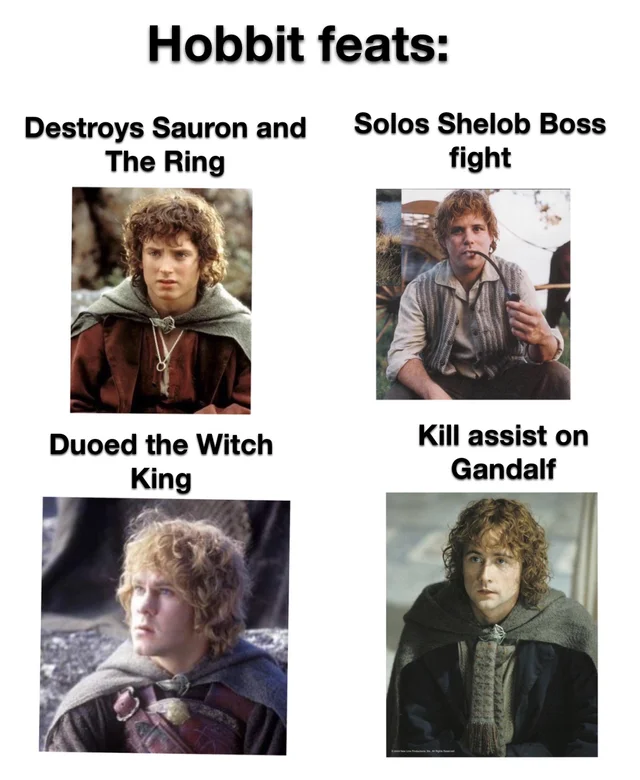 Hobbit feats:
Destroys Sauron and
The Ring
Solos Shelob Boss
fight
Duoed the Witch
King
Kill assist on
Gandalf